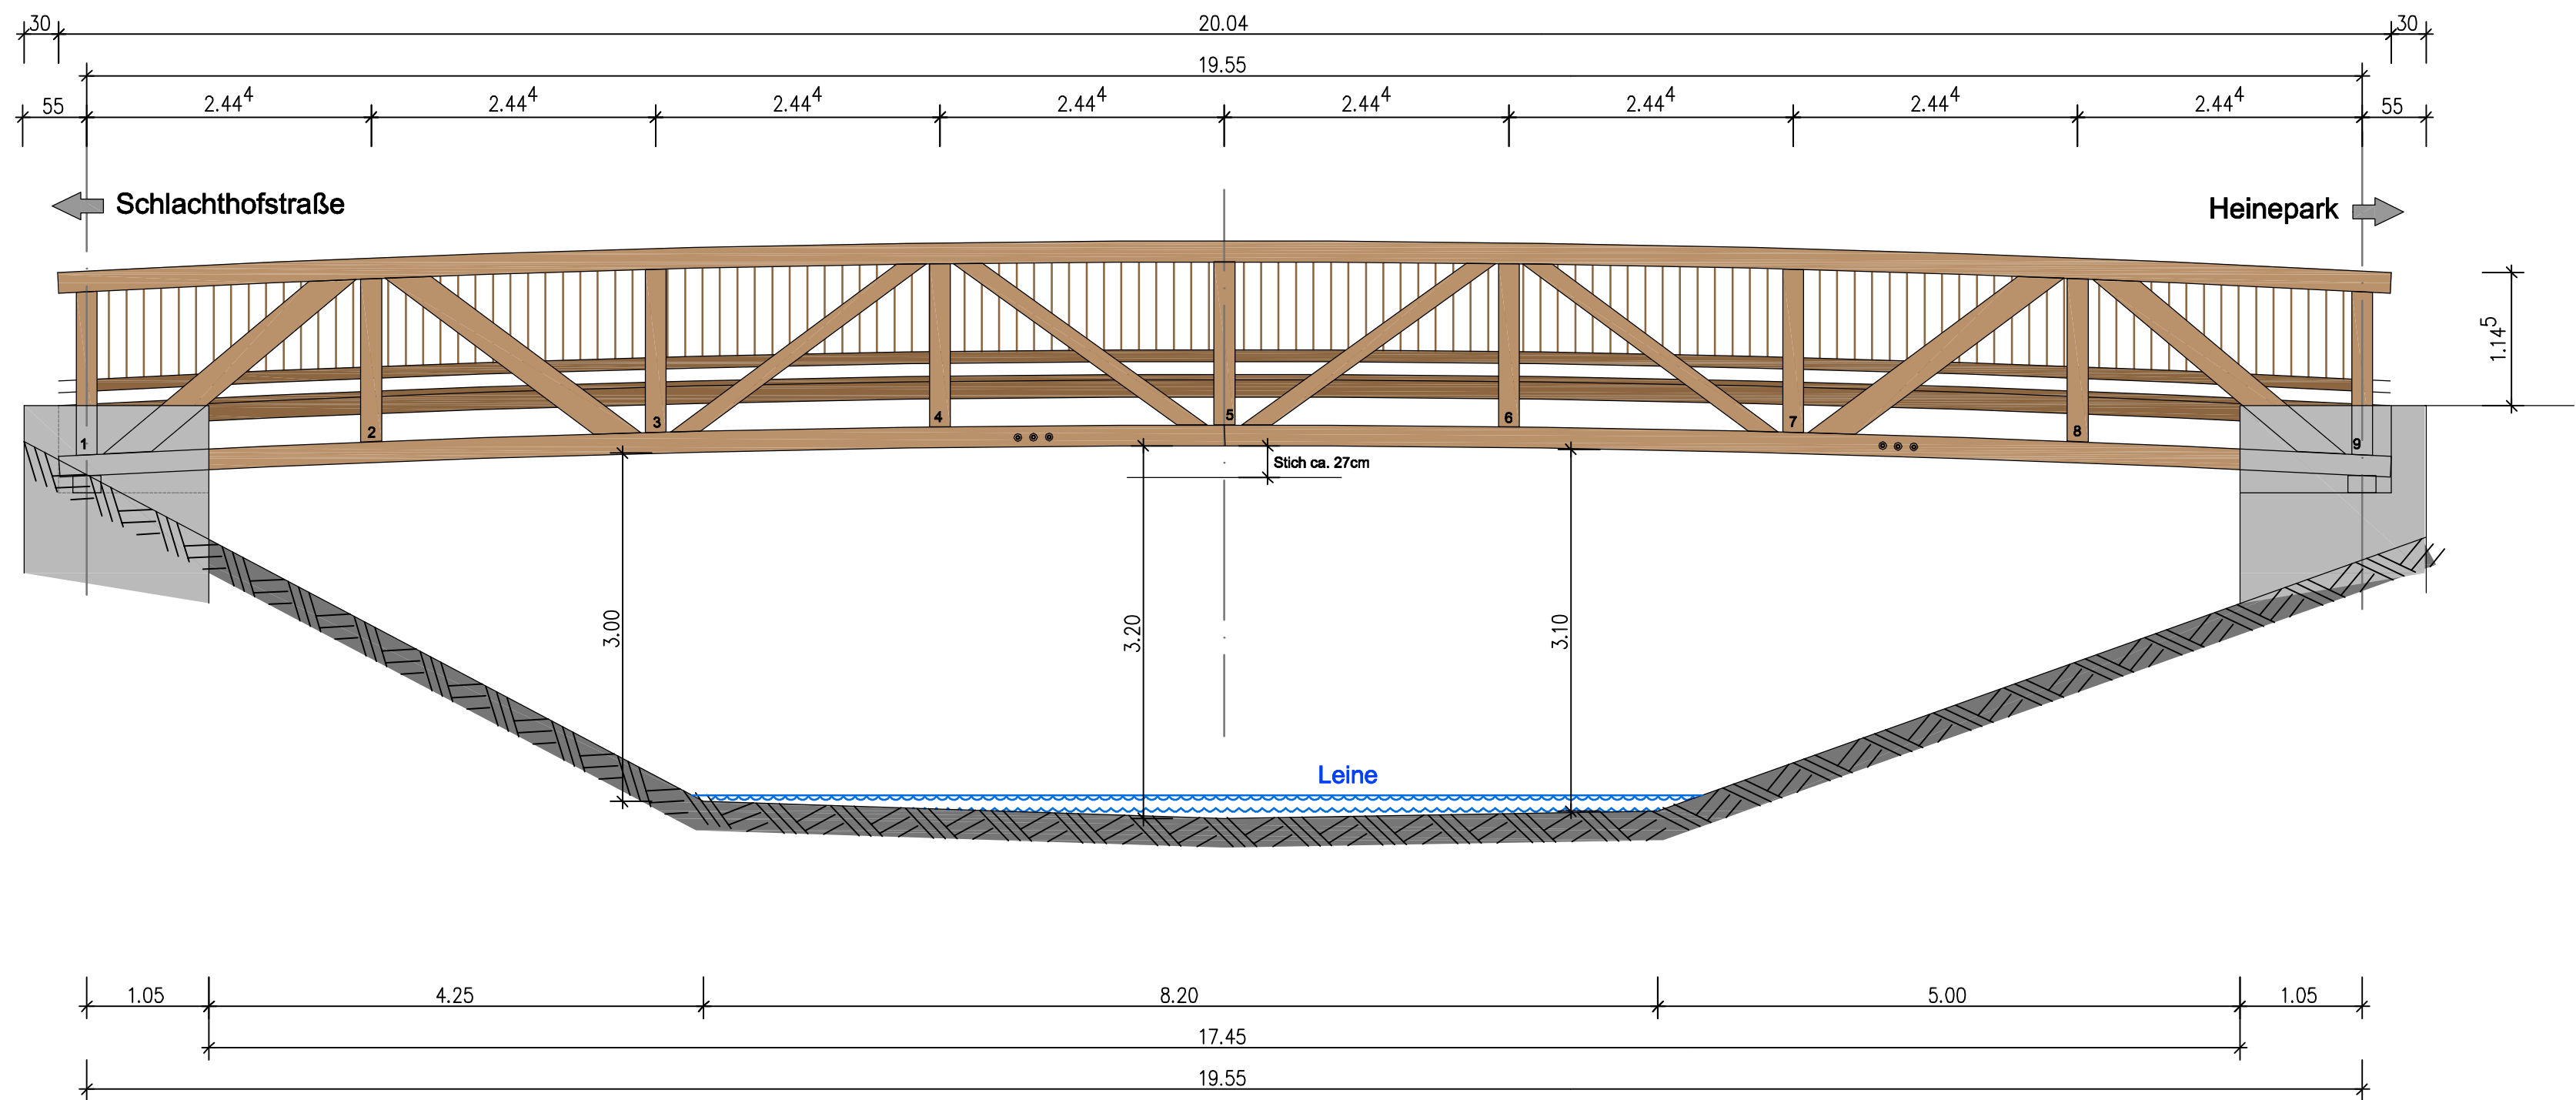 30 20.04 30
19.55
55 2.44⁴ 2.44⁴ 2.44⁴ 2.44⁴ 2.44⁴ 2.44⁴ 2.44⁴ 2.44⁴ 55
Schlachthofstraße Heinepark
1.14⁵
1 2 3 4 5 6 7 8 9
Stich ca. 27cm
3.00 3.20 3.10
Leine
1.05 4.25 8.20 5.00 1.05
17.45
19.55